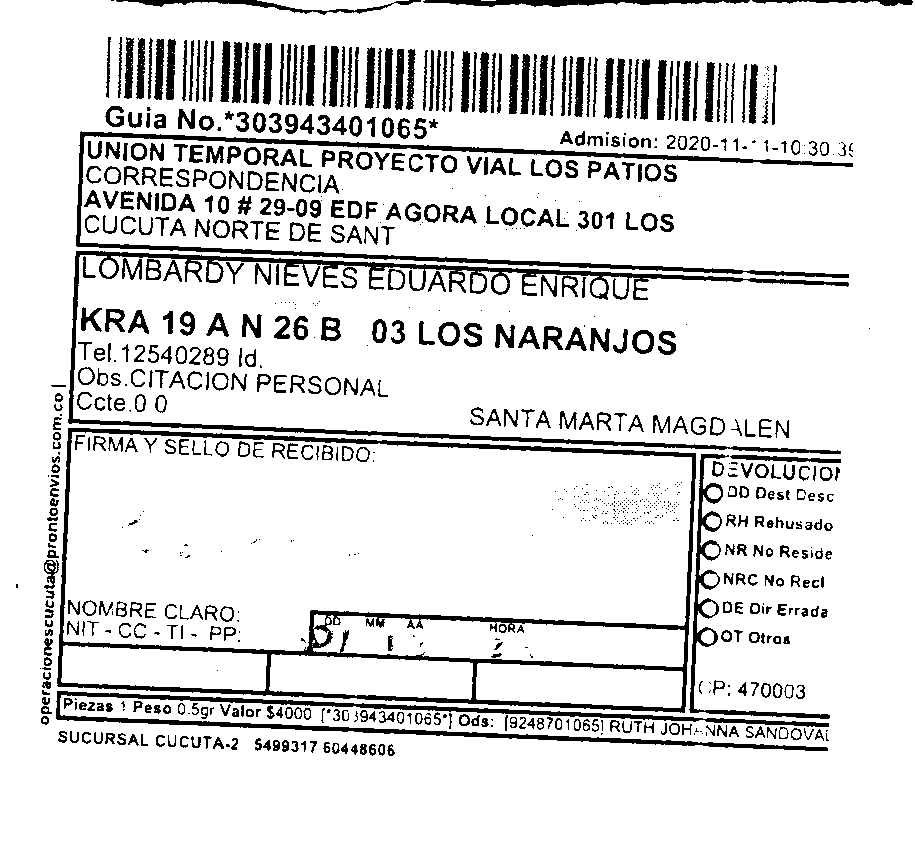 Guia No.*303943401065*
Admision: 2020-11-11-10:30:39
UNION TEMPORAL PROYECTO VIAL LOS PATIOS
CORRESPONDENCIA
AVENIDA 10 # 29-09 EDF AGORA LOCAL 301 LOS
CUCUTA NORTE DE SANT
LOMBARDY NIEVES EDUARDO ENRIQUE
KRA 19 A N 26 B 03 LOS NARANJOS
Tel.12540289 Id.
Obs.CITACION PERSONAL
Ccte.0 0
SANTA MARTA MAGDALEN
operacionescucuta@prontoenvios.com.co |
FIRMA Y SELLO DE RECIBIDO:
DEVOLUCION
DD Dest Desc
RH Rehusado
NR No Reside
NRC No Recl
DE Dir Errada
OT Otros
NOMBRE CLARO:
NIT - CC - TI - PP:
DD MM AA HORA
CP: 470003
Piezas 1 Peso 0.5gr Valor $4000 [*303943401065*] Ods: [9248701065] RUTH JOHANNA SANDOVAL
SUCURSAL CUCUTA-2 5499317 60448606